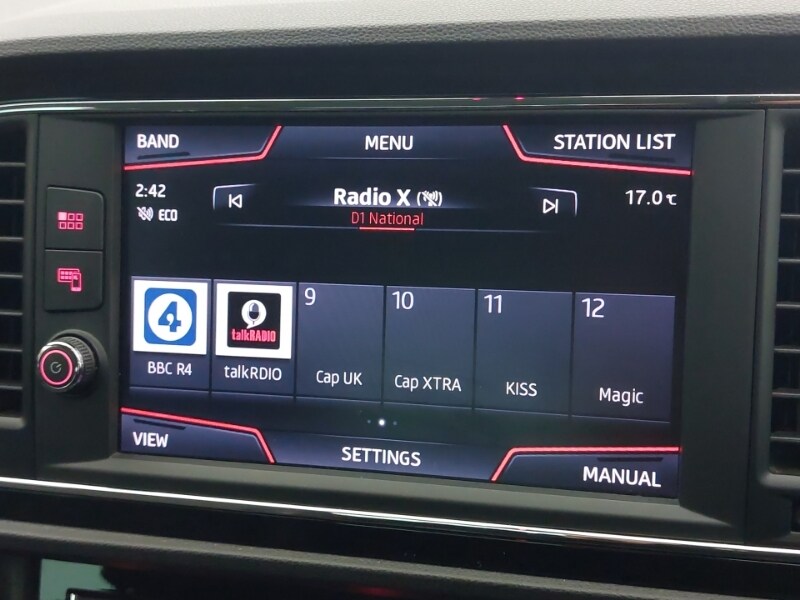 BAND
MENU
STATION LIST
2:42
ECO
Radio X
D1 National
17.0 °C
4
talkRADIO
9
10
11
12
BBC R4
talkRDIO
Cap UK
Cap XTRA
KISS
Magic
VIEW
SETTINGS
MANUAL